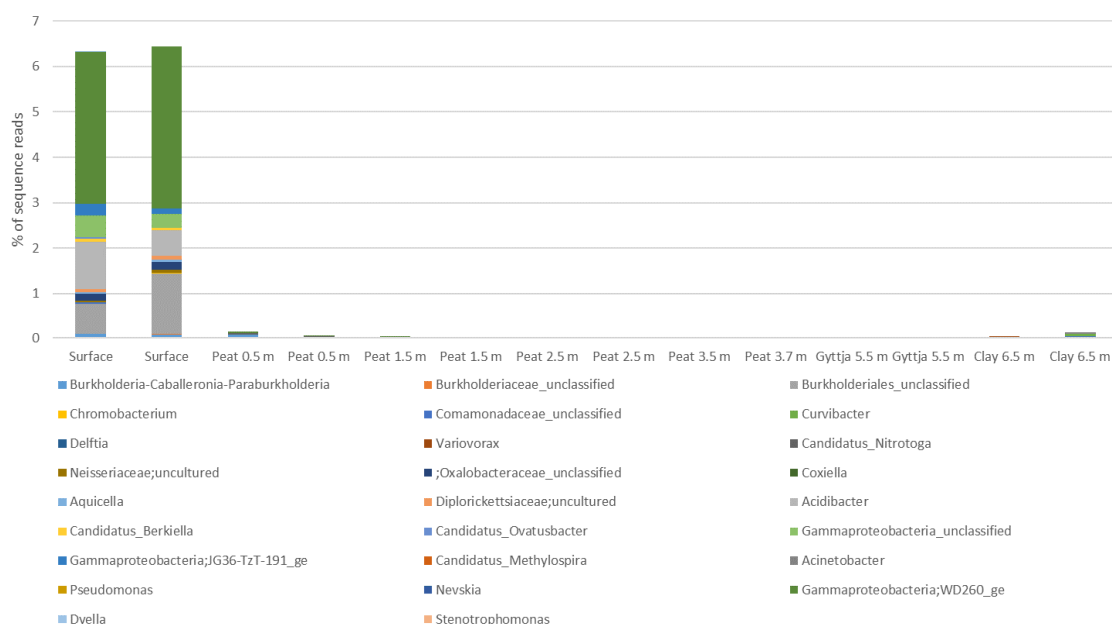 7
6
5
4
3
2
1
0
% of sequence reads
Surface Surface Peat 0.5 m Peat 0.5 m Peat 1.5 m Peat 1.5 m Peat 2.5 m Peat 2.5 m Peat 3.5 m Peat 3.7 m Gyttja 5.5 m Gyttja 5.5 m Clay 6.5 m Clay 6.5 m
Burkholderia-Caballeronia-Paraburkholderia Burkholderiaceae_unclassified Burkholderiales_unclassified
Chromobacterium Comamonadaceae_unclassified Curvibacter
Delftia Variovorax Candidatus_Nitrotoga
Neisseriaceae;uncultured ;Oxalobacteraceae_unclassified Coxiella
Aquicella Diplorickettsiaceae;uncultured Acidibacter
Candidatus_Berkiella Candidatus_Ovatusbacter Gammaproteobacteria_unclassified
Gammaproteobacteria;JG36-TzT-191_ge Candidatus_Methylospira Acinetobacter
Pseudomonas Nevskia Gammaproteobacteria;WD260_ge
Dyella Stenotrophomonas